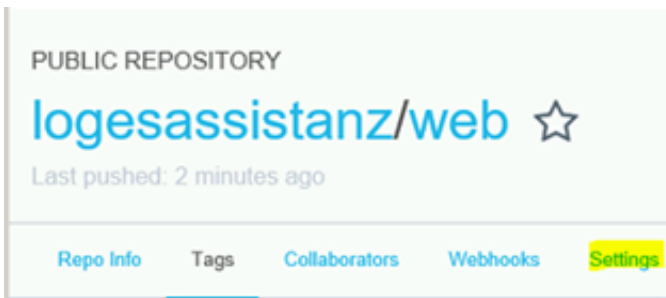 PUBLIC REPOSITORY
logesassistanz/web
Last pushed: 2 minutes ago
Repo Info Tags Collaborators Webhooks Settings